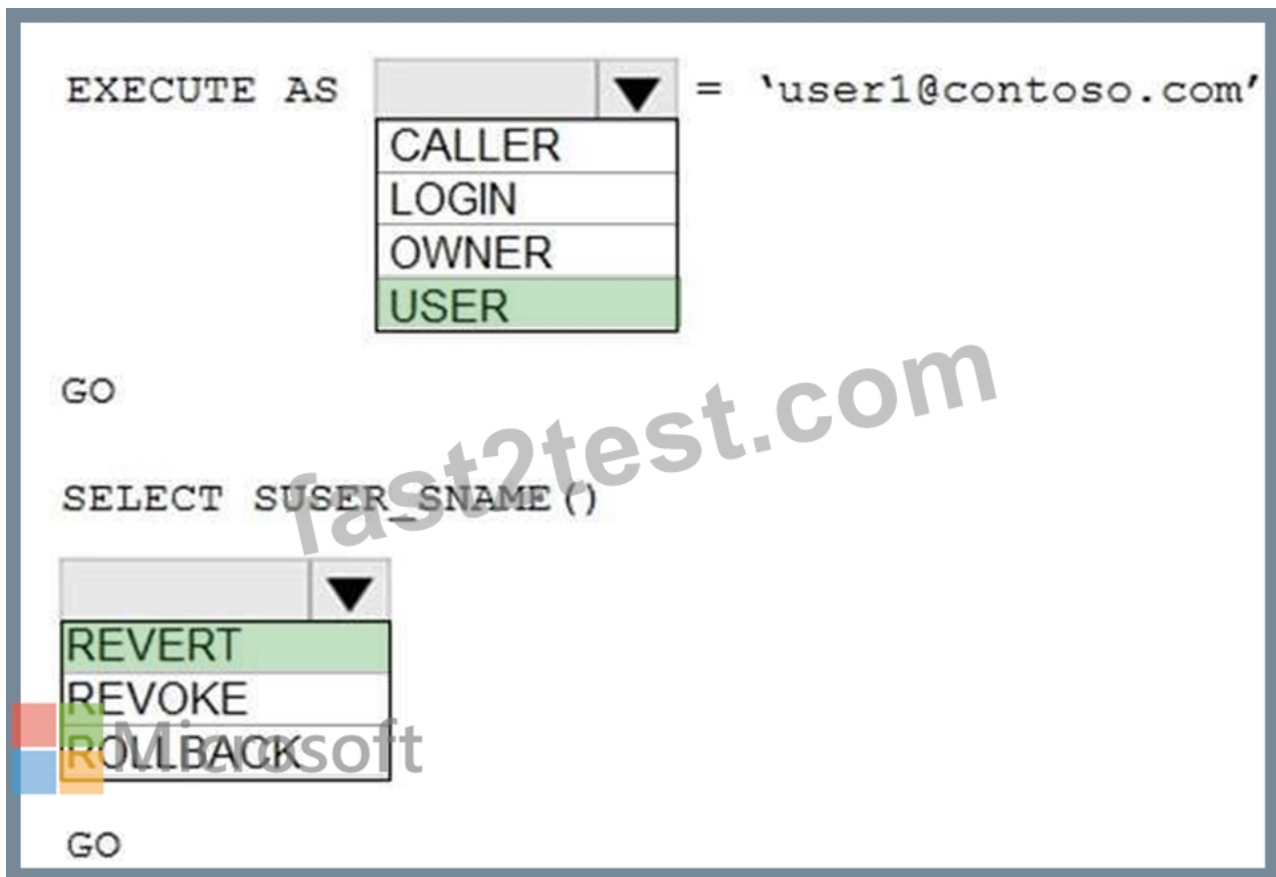 EXECUTE AS = ‘user1@contoso.com’
CALLER
LOGIN
OWNER
USER
GO
fast2test.com
SELECT SUSER_SNAME()
REVERT
REVOKE
ROLLBACK
Microsoft
GO